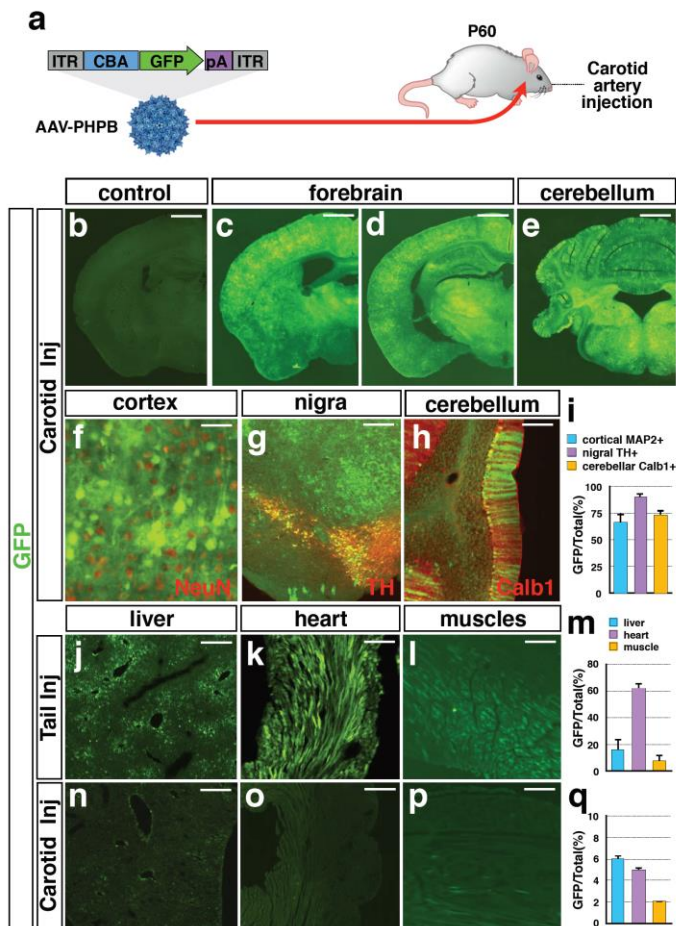 a
P60
ITR CBA GFP pA ITR
AAV-PHPB
Carotid
artery
injection
control forebrain cerebellum
GFP
Carotid Inj
b c d e
cortex nigra cerebellum
f g h
NeuN TH Calb1
i
cortical MAP2+
nigral TH+
cerebellar Calb1+
GFP/Total(%)
100
75
50
25
0
liver heart muscles
Tail Inj
j k l
m
liver
heart
muscle
GFP/Total(%)
80
60
40
20
0
Carotid Inj
n o p
q
GFP/Total(%)
10
8
6
4
2
0